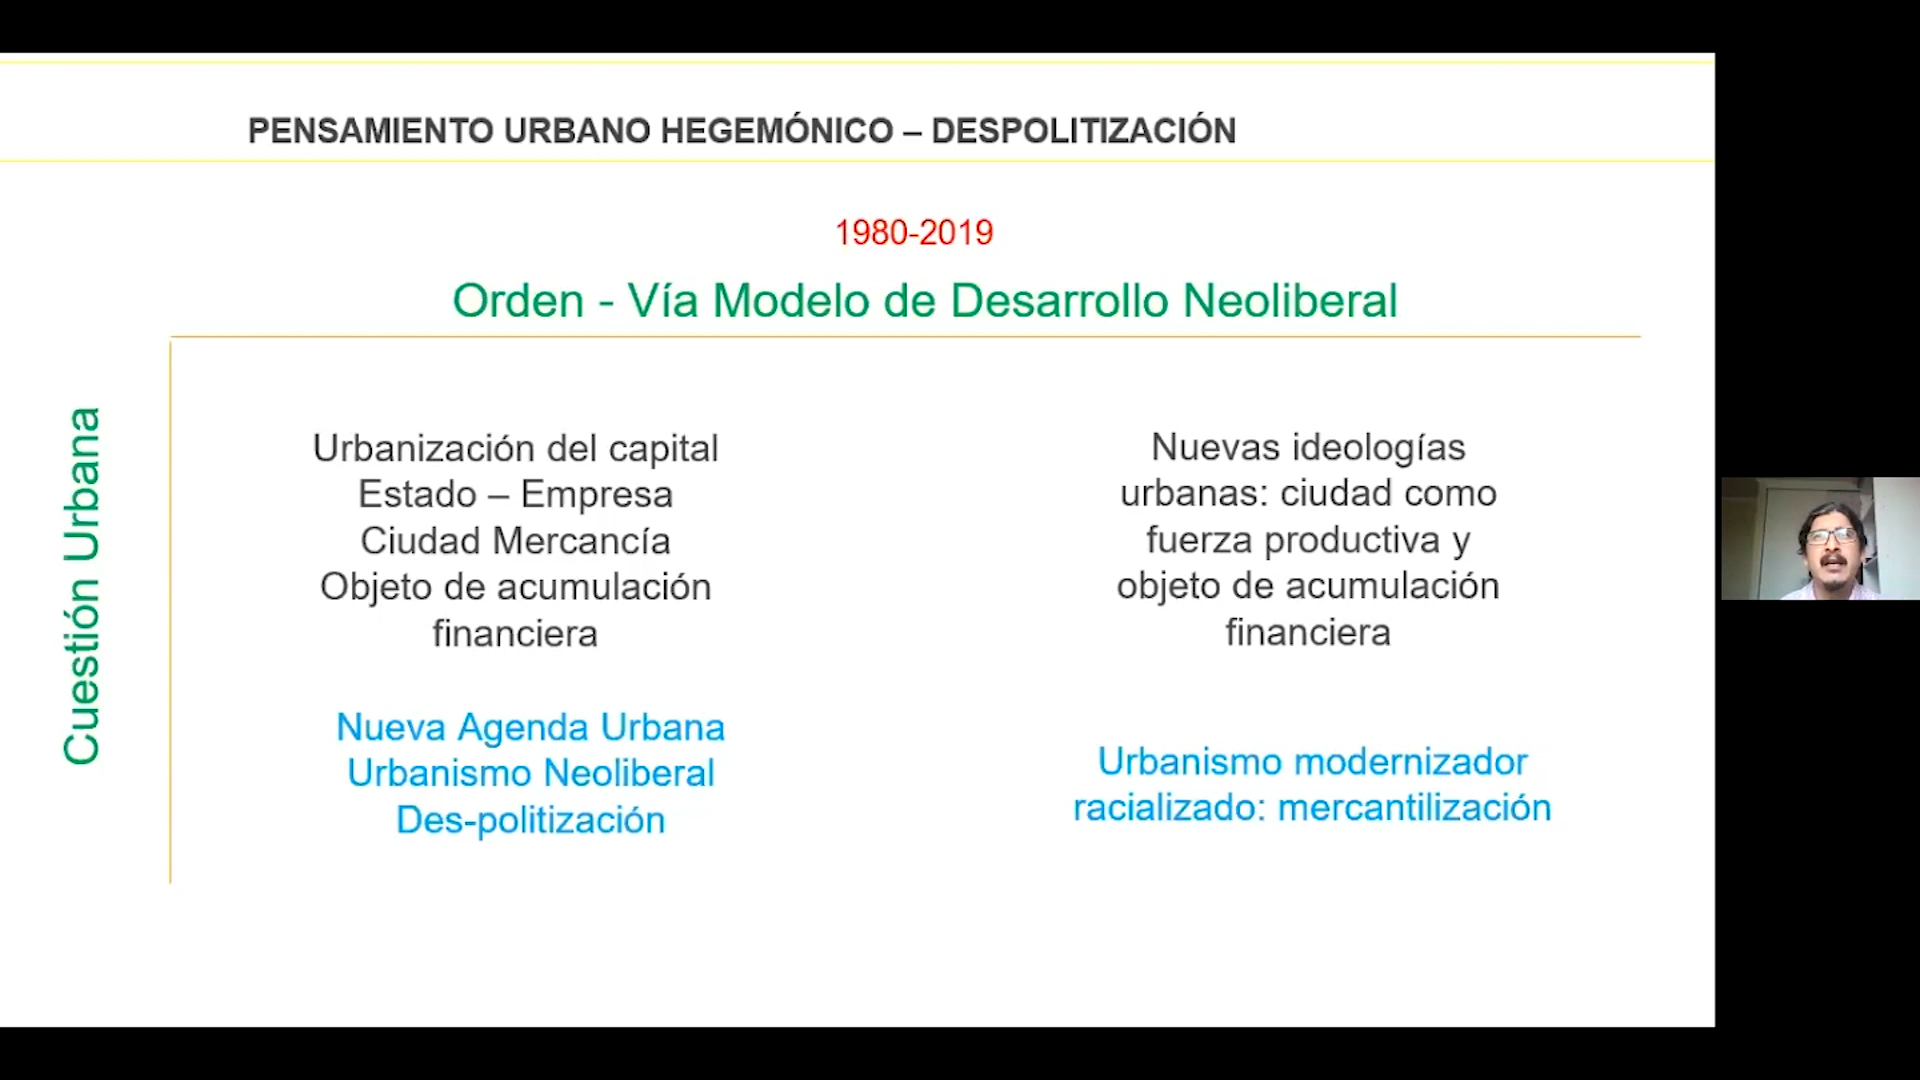 PENSAMIENTO URBANO HEGEMÓNICO – DESPOLITIZACIÓN
1980-2019
Orden - Vía Modelo de Desarrollo Neoliberal
Cuestión Urbana
Urbanización del capital
Estado – Empresa
Ciudad Mercancía
Objeto de acumulación
financiera
Nueva Agenda Urbana
Urbanismo Neoliberal
Des-politización
Nuevas ideologías
urbanas: ciudad como
fuerza productiva y
objeto de acumulación
financiera
Urbanismo modernizador
racializado: mercantilización